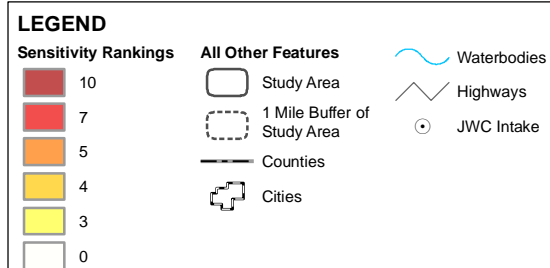 LEGEND
Sensitivity Rankings
10
7
5
4
3
0
All Other Features
Study Area
1 Mile Buffer of
Study Area
Counties
Cities
Waterbodies
Highways
JWC Intake